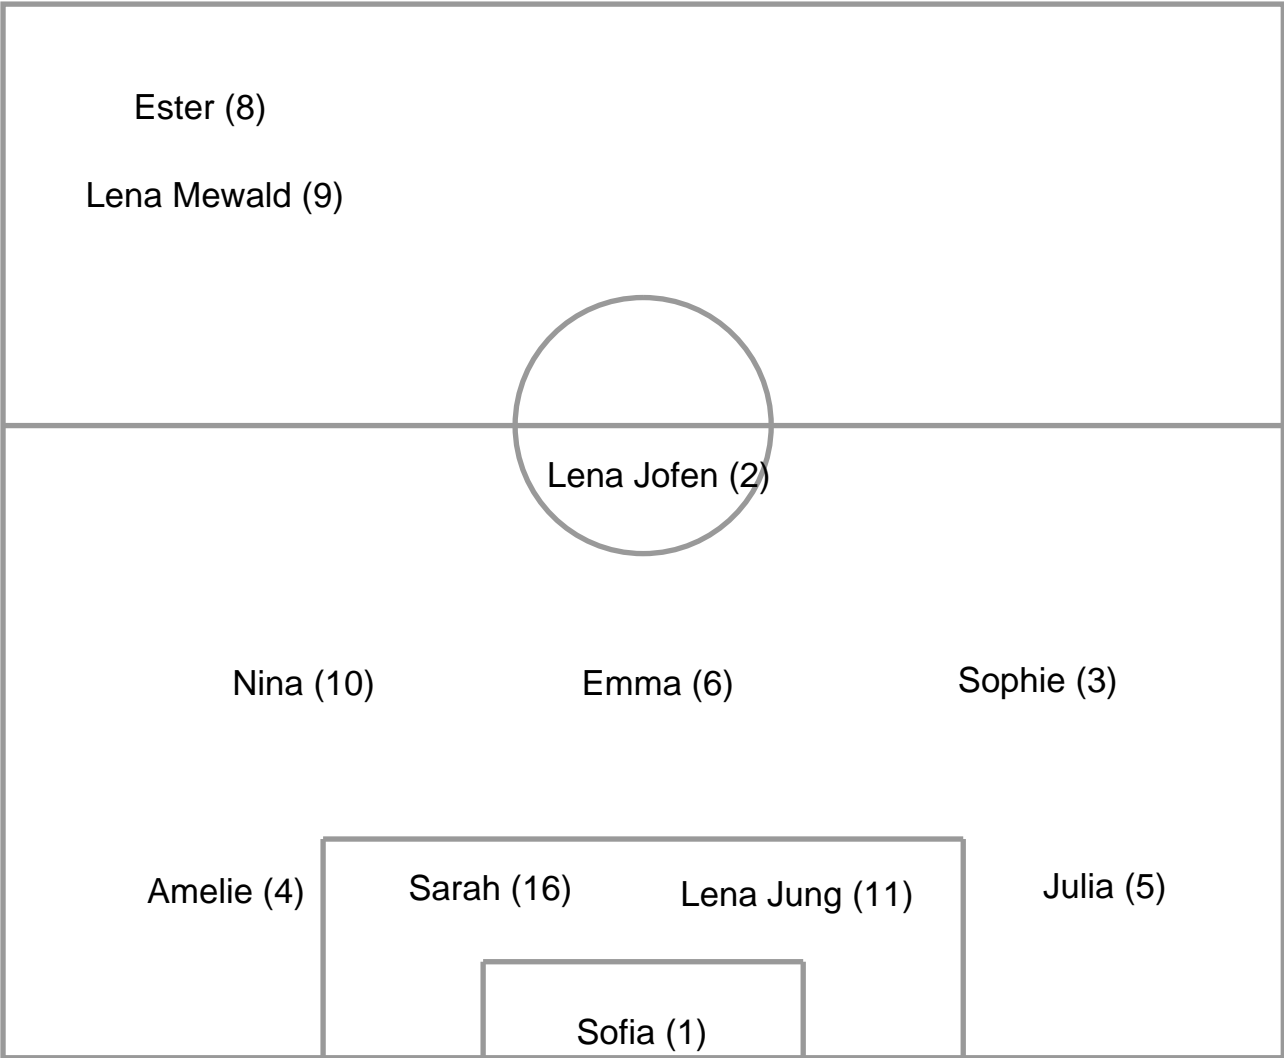 Ester (8)
Lena Mewald (9)
Lena Jofen (2)
Nina (10) Emma (6) Sophie (3)
Amelie (4) Sarah (16) Lena Jung (11) Julia (5)
Sofia (1)